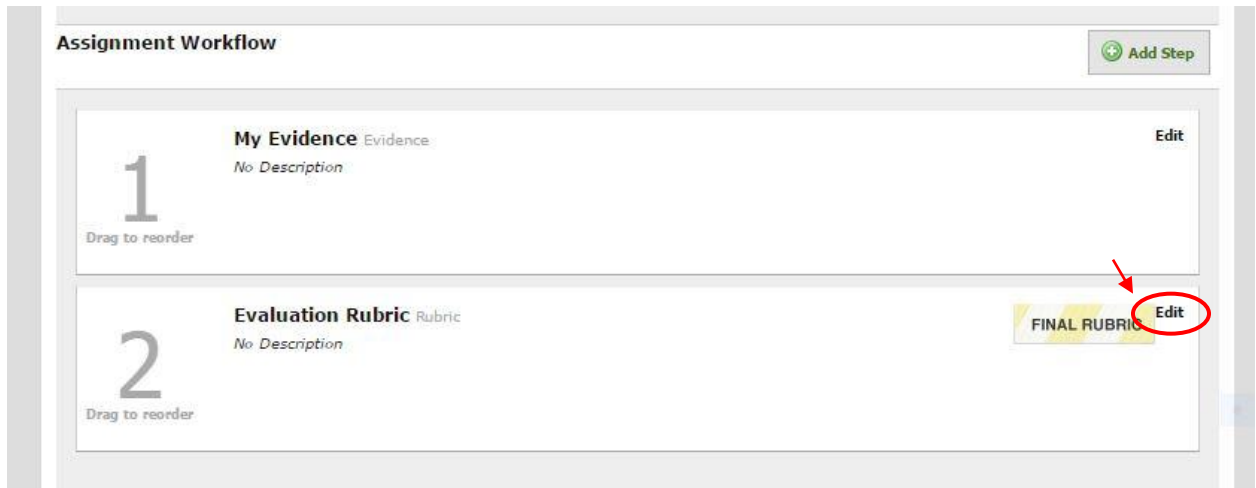 Assignment Workflow
Add Step
My Evidence Evidence
Edit
No Description
1
Drag to reorder
Evaluation Rubric Rubric
FINAL RUBRIC
Edit
No Description
2
Drag to reorder